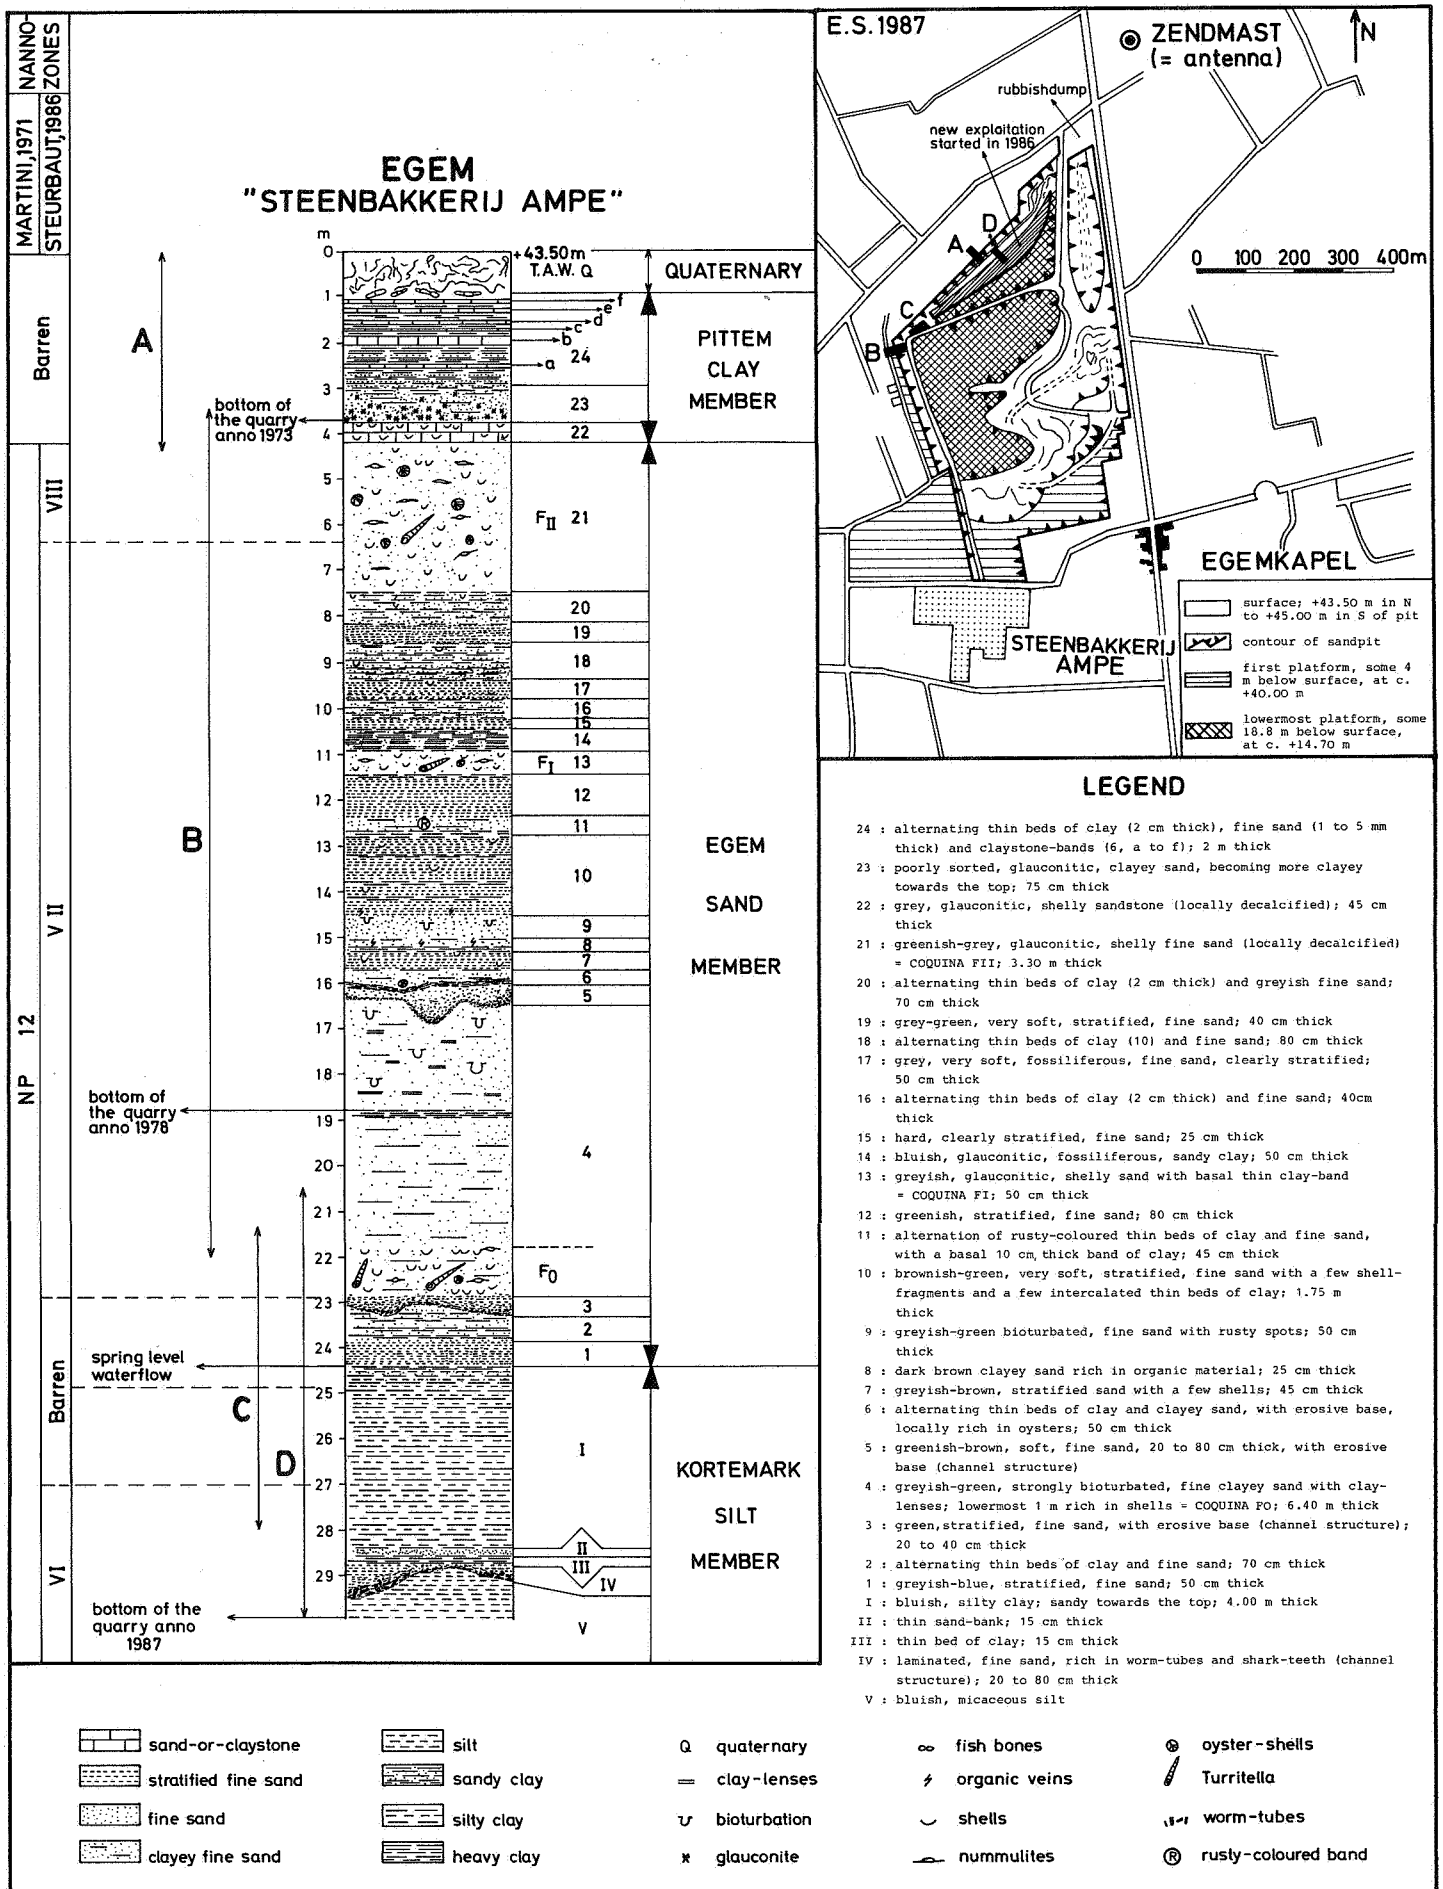 NANNO-
ZONES
MARTINI,1971
STEURBAUT,1986
EGEM
"STEENBAKKERIJ AMPE"
m
0
1
2
3
4
5
6
7
8
9
10
11
12
13
14
15
16
17
18
19
20
21
22
23
24
25
26
27
28
29
+43.50m
T.A.W. Q
QUATERNARY
f
e
d
c
b
a
24
PITTEM
CLAY
MEMBER
23
22
A
Barren
bottom of
the quarry
anno 1973
VIII
FII 21
20
19
18
17
16
15
14
FI 13
12
11
10
9
8
7
6
5
4
F0
3
2
1
EGEM
SAND
MEMBER
B
VII
NP 12
bottom of
the quarry
anno 1978
spring level
waterflow
Barren
C
D
VI
I
II
III
IV
V
KORTEMARK
SILT
MEMBER
bottom of the
quarry anno
1987
E.S.1987
ZENDMAST
(= antenna)
N
rubbishdump
new exploitation
started in 1986
A
D
C
B
0 100 200 300 400m
EGEMKAPEL
STEENBAKKERIJ
AMPE
surface; +43.50 m in N
to +45.00 m in S of pit
contour of sandpit
first platform, some 4
m below surface, at c.
+40.00 m
lowermost platform, some
18.8 m below surface,
at c. +14.70 m
LEGEND
24 : alternating thin beds of clay (2 cm thick), fine sand (1 to 5 mm
thick) and claystone-bands (6, a to f); 2 m thick
23 : poorly sorted, glauconitic, clayey sand, becoming more clayey
towards the top; 75 cm thick
22 : grey, glauconitic, shelly sandstone (locally decalcified); 45 cm
thick
21 : greenish-grey, glauconitic, shelly fine sand (locally decalcified)
= COQUINA FII; 3.30 m thick
20 : alternating thin beds of clay (2 cm thick) and greyish fine sand;
70 cm thick
19 : grey-green, very soft, stratified, fine sand; 40 cm thick
18 : alternating thin beds of clay (10) and fine sand; 80 cm thick
17 : grey, very soft, fossiliferous, fine sand, clearly stratified;
50 cm thick
16 : alternating thin beds of clay (2 cm thick) and fine sand; 40cm
thick
15 : hard, clearly stratified, fine sand; 25 cm thick
14 : bluish, glauconitic, fossiliferous, sandy clay; 50 cm thick
13 : greyish, glauconitic, shelly sand with basal thin clay-band
= COQUINA FI; 50 cm thick
12 : greenish, stratified, fine sand; 80 cm thick
11 : alternation of rusty-coloured thin beds of clay and fine sand,
with a basal 10 cm thick band of clay; 45 cm thick
10 : brownish-green, very soft, stratified, fine sand with a few shell-
fragments and a few intercalated thin beds of clay; 1.75 m
thick
9 : greyish-green bioturbated, fine sand with rusty spots; 50 cm
thick
8 : dark brown clayey sand rich in organic material; 25 cm thick
7 : greyish-brown, stratified sand with a few shells; 45 cm thick
6 : alternating thin beds of clay and clayey sand, with erosive base,
locally rich in oysters; 50 cm thick
5 : greenish-brown, soft, fine sand, 20 to 80 cm thick, with erosive
base (channel structure)
4 : greyish-green, strongly bioturbated, fine clayey sand with clay-
lenses; lowermost 1 m rich in shells = COQUINA FO; 6.40 m thick
3 : green, stratified, fine sand, with erosive base (channel structure);
20 to 40 cm thick
2 : alternating thin beds of clay and fine sand; 70 cm thick
1 : greyish-blue, stratified, fine sand; 50 cm thick
I : bluish, silty clay; sandy towards the top; 4.00 m thick
II : thin sand-bank; 15 cm thick
III : thin bed of clay; 15 cm thick
IV : laminated, fine sand, rich in worm-tubes and shark-teeth (channel
structure); 20 to 80 cm thick
V : bluish, micaceous silt
sand-or-claystone
stratified fine sand
fine sand
clayey fine sand
silt
sandy clay
silty clay
heavy clay
Q quaternary
clay-lenses
bioturbation
glauconite
fish bones
organic veins
shells
nummulites
oyster-shells
Turritella
worm-tubes
R rusty-coloured band